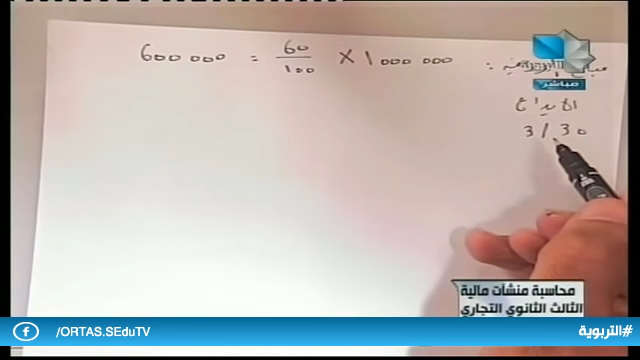 600 000 = 60/100 × 1 000 000 :
مباشر
الإيداع
3/30
محاسبة منشآت مالية
الثالث الثانوي التجاري
/ORTAS.SEduTV
#التربوية